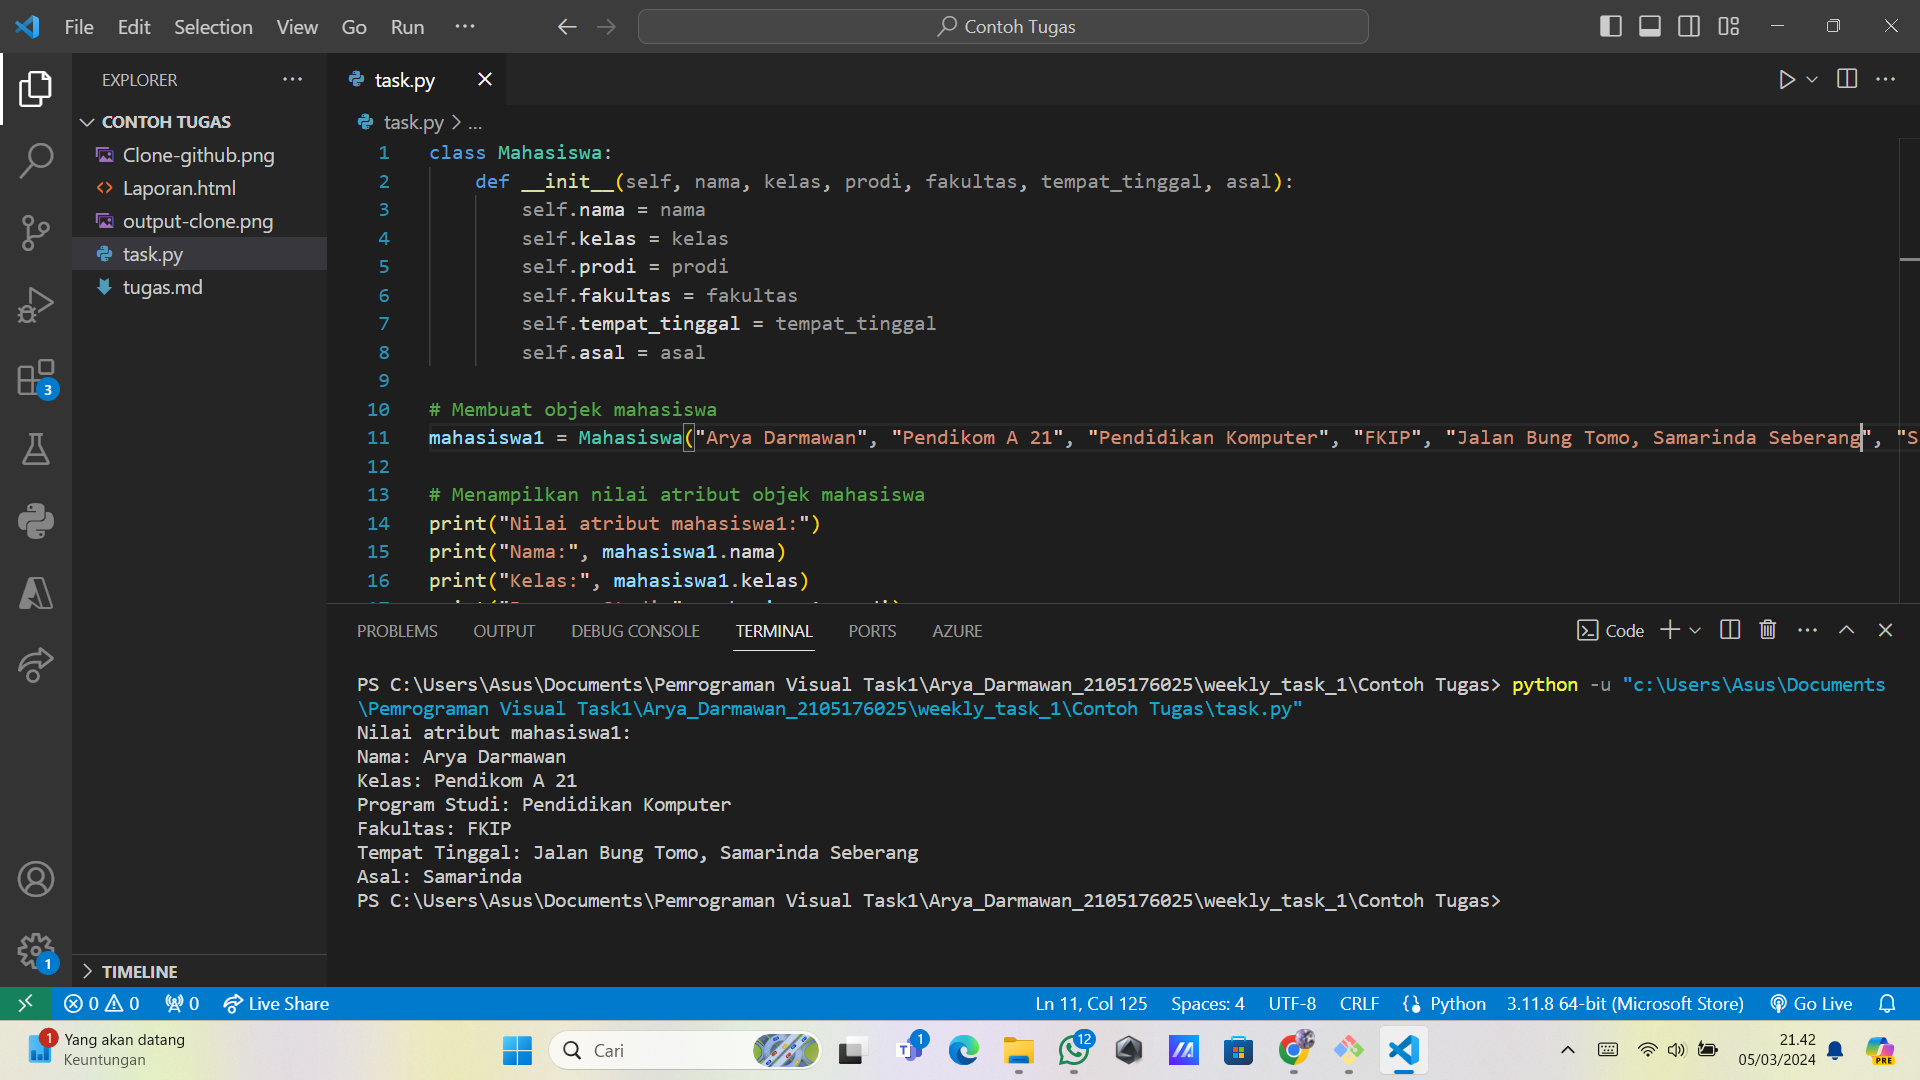 File Edit Selection View Go Run
Contoh Tugas
EXPLORER
CONTOH TUGAS
Clone-github.png
Laporan.html
output-clone.png
task.py
tugas.md
TIMELINE
3
1
task.py
task.py > ...
1 class Mahasiswa:
2 def __init__(self, nama, kelas, prodi, fakultas, tempat_tinggal, asal):
3 self.nama = nama
4 self.kelas = kelas
5 self.prodi = prodi
6 self.fakultas = fakultas
7 self.tempat_tinggal = tempat_tinggal
8 self.asal = asal
9
10 # Membuat objek mahasiswa
11 mahasiswa1 = Mahasiswa("Arya Darmawan", "Pendikom A 21", "Pendidikan Komputer", "FKIP", "Jalan Bung Tomo, Samarinda Seberang", "S
12
13 # Menampilkan nilai atribut objek mahasiswa
14 print("Nilai atribut mahasiswa1:")
15 print("Nama:", mahasiswa1.nama)
16 print("Kelas:", mahasiswa1.kelas)
PROBLEMS OUTPUT DEBUG CONSOLE TERMINAL PORTS AZURE
Code
PS C:\Users\Asus\Documents\Pemrograman Visual Task1\Arya_Darmawan_2105176025\weekly_task_1\Contoh Tugas> python -u "c:\Users\Asus\Documents
\Pemrograman Visual Task1\Arya_Darmawan_2105176025\weekly_task_1\Contoh Tugas\task.py"
Nilai atribut mahasiswa1:
Nama: Arya Darmawan
Kelas: Pendikom A 21
Program Studi: Pendidikan Komputer
Fakultas: FKIP
Tempat Tinggal: Jalan Bung Tomo, Samarinda Seberang
Asal: Samarinda
PS C:\Users\Asus\Documents\Pemrograman Visual Task1\Arya_Darmawan_2105176025\weekly_task_1\Contoh Tugas>
0 0 0 Live Share Ln 11, Col 125 Spaces: 4 UTF-8 CRLF Python 3.11.8 64-bit (Microsoft Store) Go Live
1
Yang akan datang
Keuntungan
Cari
1
12
21.42
05/03/2024
PRE